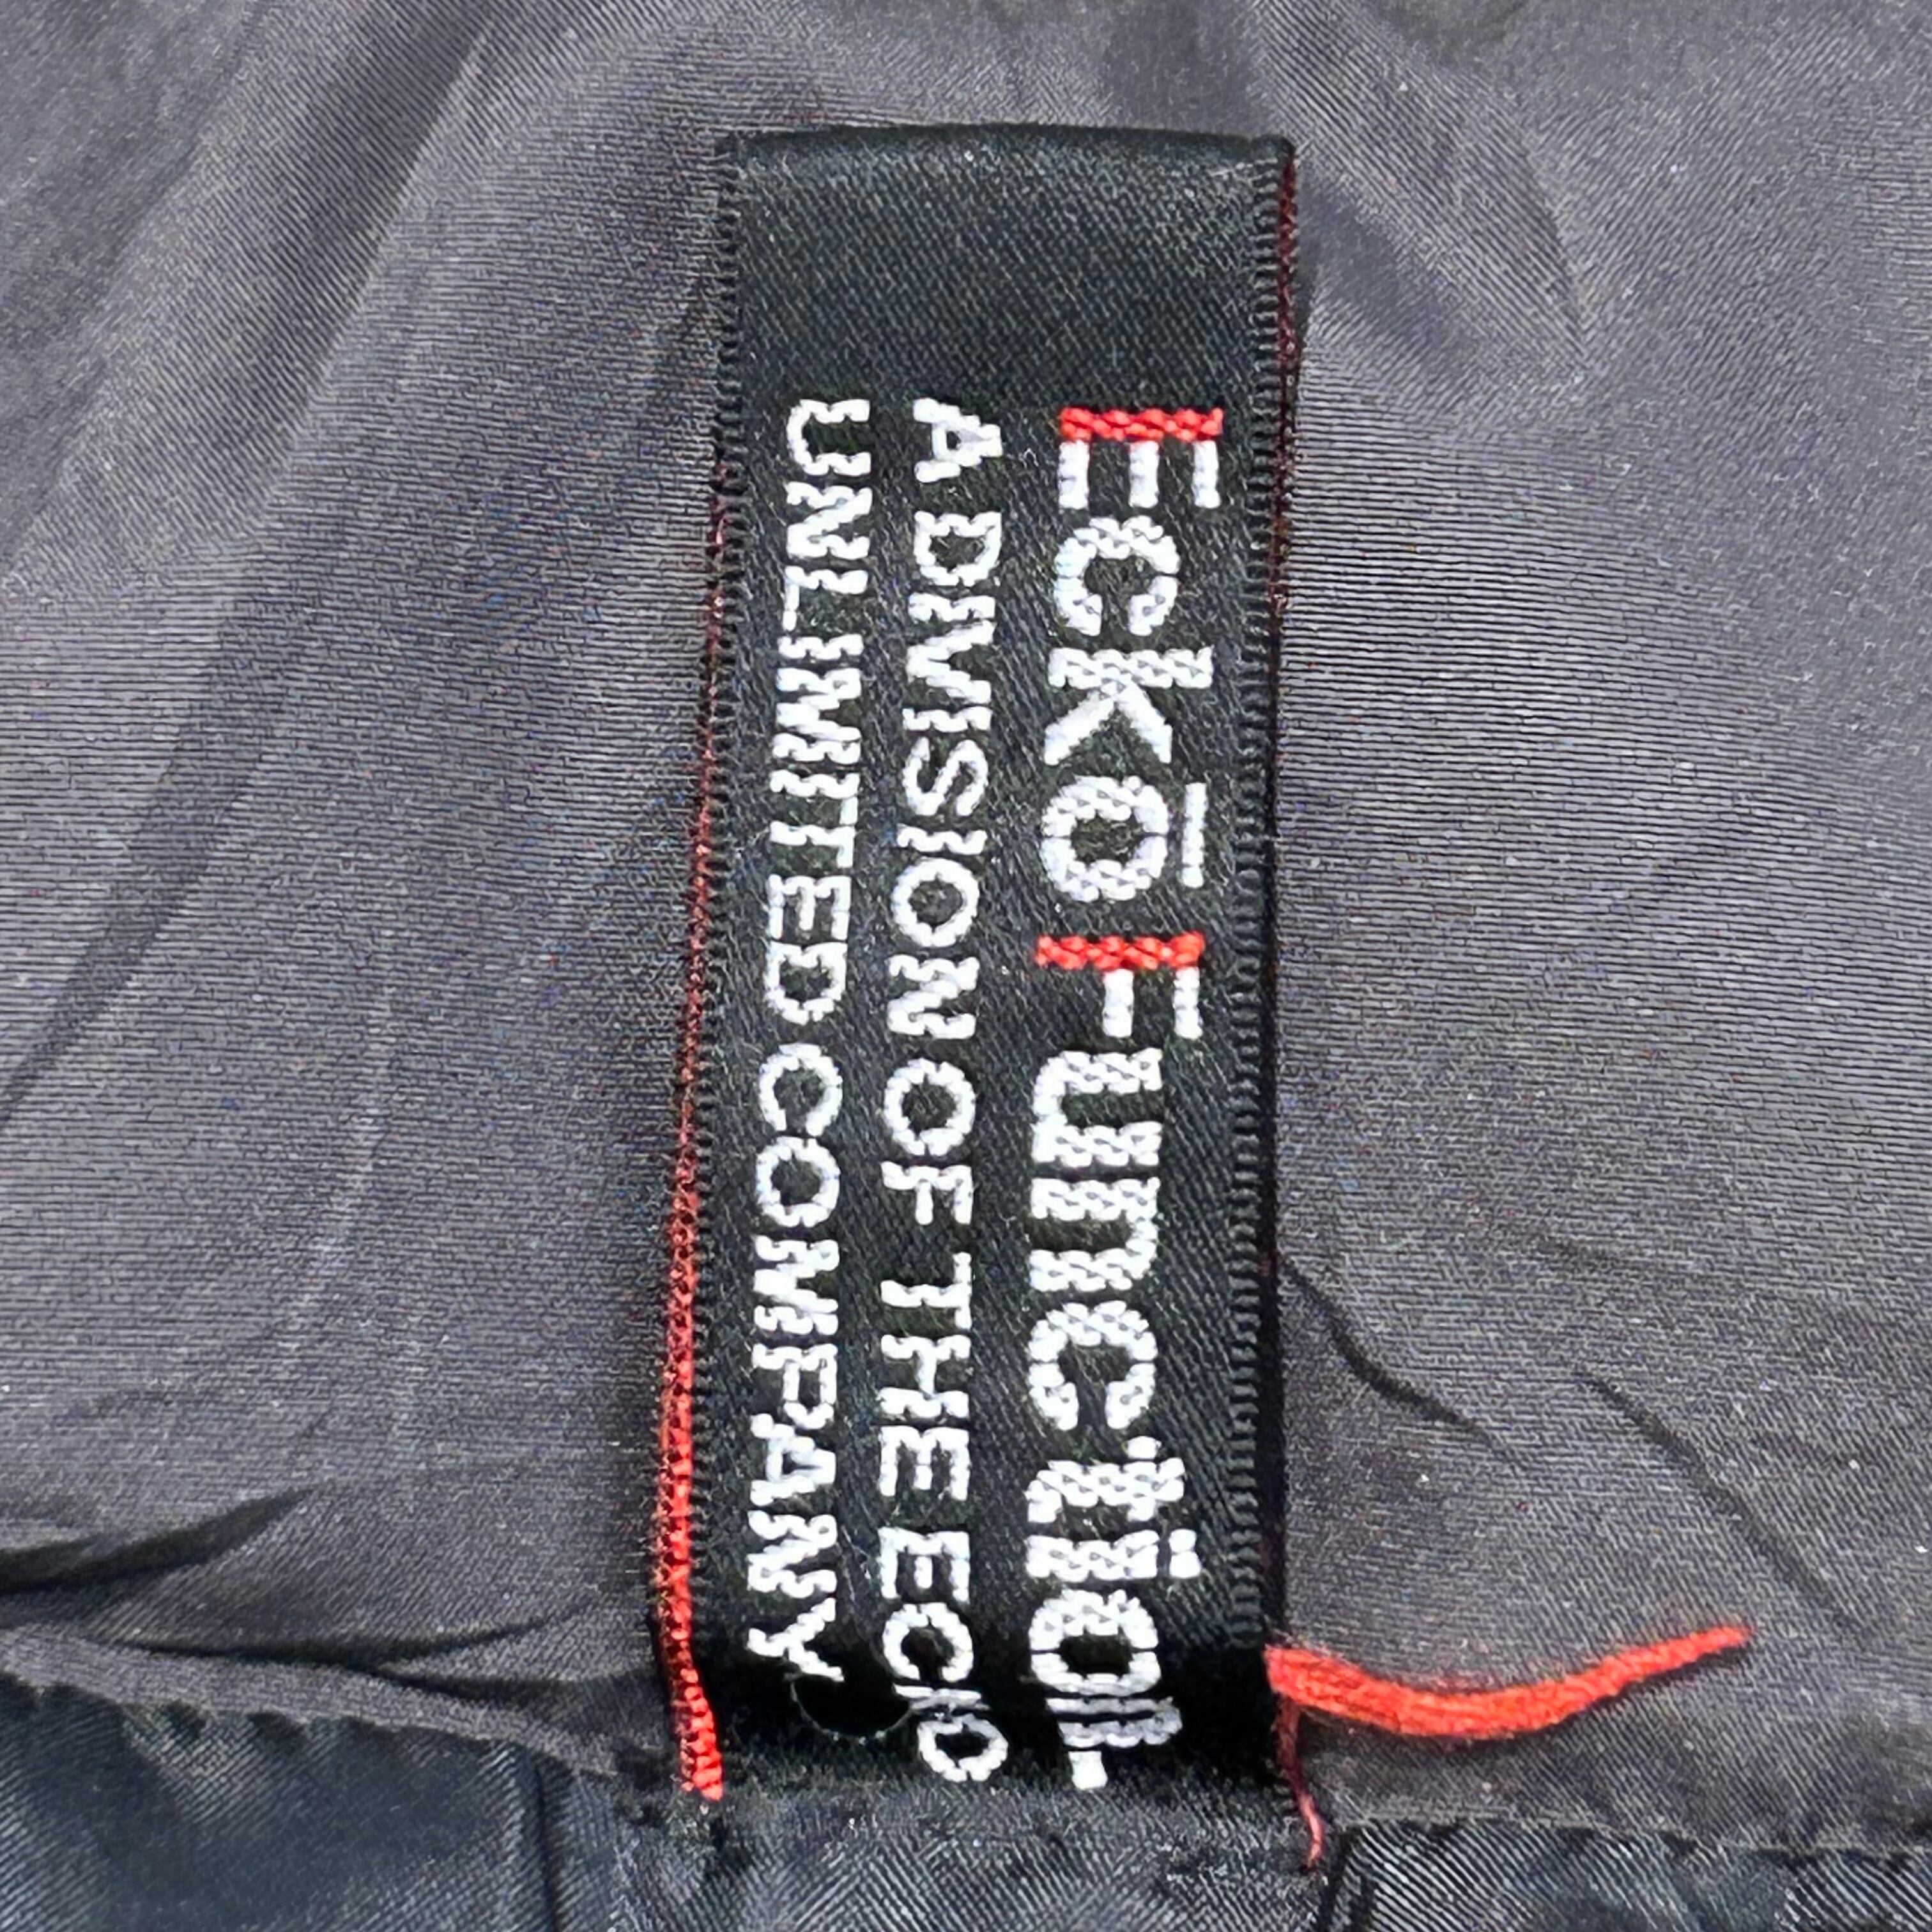 Eckō Function
A DIVISION OF THE ECKO
UNLIMITED COMPANY